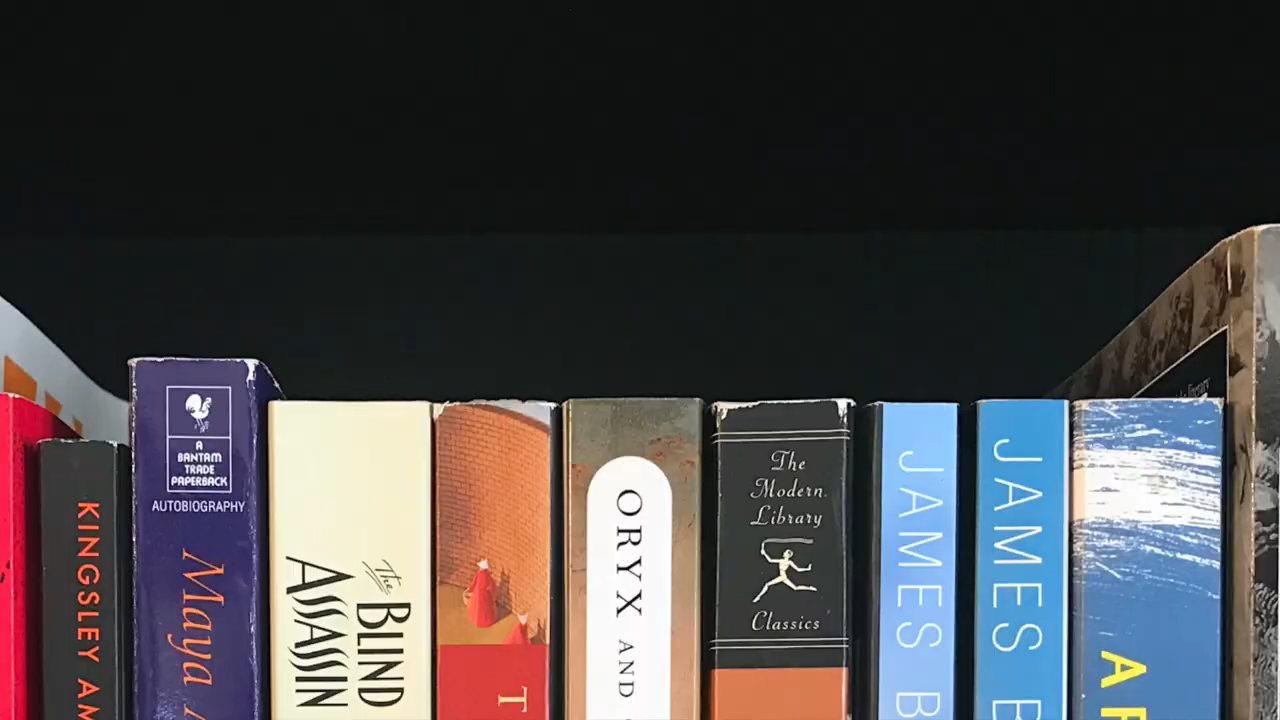 KINGSLEY AM
A
BANTAM
TRADE
PAPERBACK
AUTOBIOGRAPHY
Maya
The BLIND
ASSASSIN
T
ORYX AND
The
Modern
Library
Classics
JAMES B
JAMES B
A F